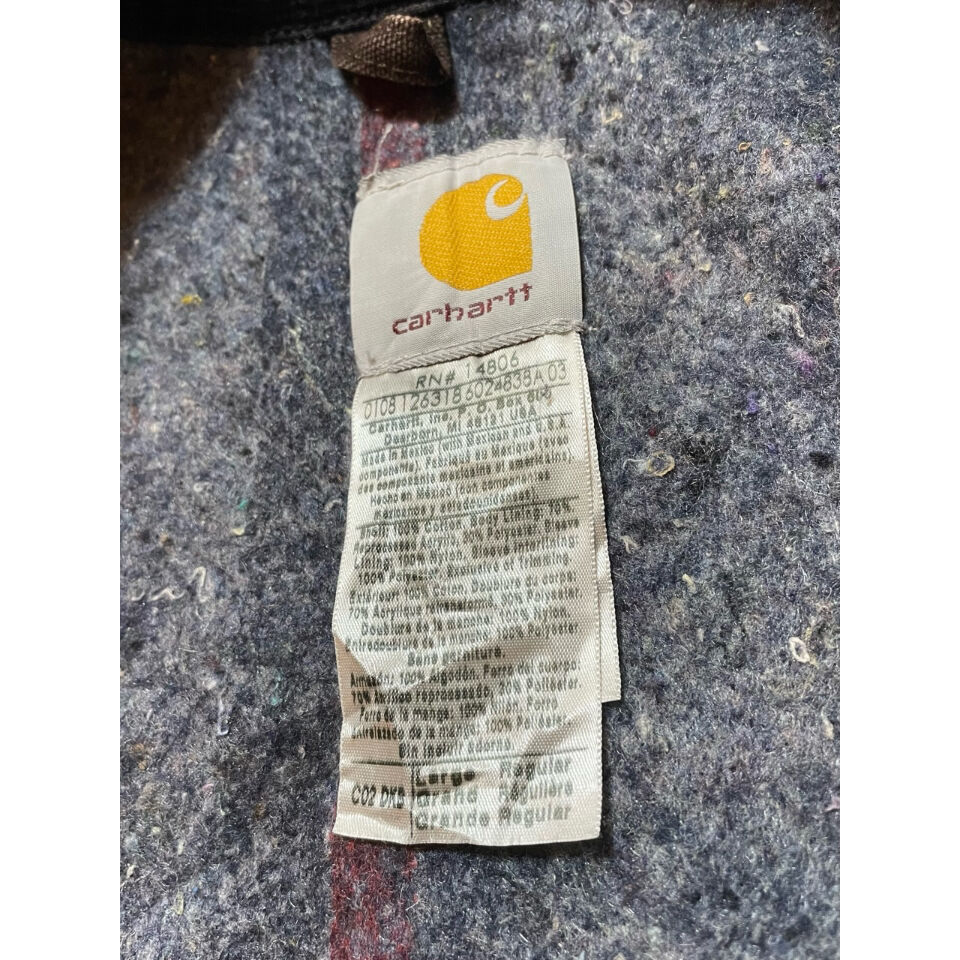 carhartt
RN# 14806
0108126318602483BA 03
Carhartt, Inc. P. O. Box 600
Dearborn, MI 48121 USA
Made in Mexico (with Mexican and U.S.A.
components). Fabriqué au Mexique (avec
des composants mexicains et américains)
Hecho en México (con componentes
mexicanos y estadounidenses)
Shell: 100% Cotton, Body Lining: 70%
Reprocessed Acrylic, 30% Polyester, Sleeve
Lining: 100% Nylon, Sleeve Interlining:
100% Polyester, Exclusive of Trimming
Extérieur: 100% Coton Doublure du corps:
70% Acrylique 30% Polyester
Doublure de la manche: 100% Nylon
Entredoublure de la manche: 100% Polyester
Sans garniture.
Armazón: 100% Algodón. Forro del cuerpo:
70% Acrílico reprocesado, 30% Poliéster.
Forro de la manga: 100% Nilon. Forro
Entrelazado de la manga: 100% Poliéster
Sin incluir adorno.
C02 DKB
Large Regular
Grand Régulière
Grande Regular